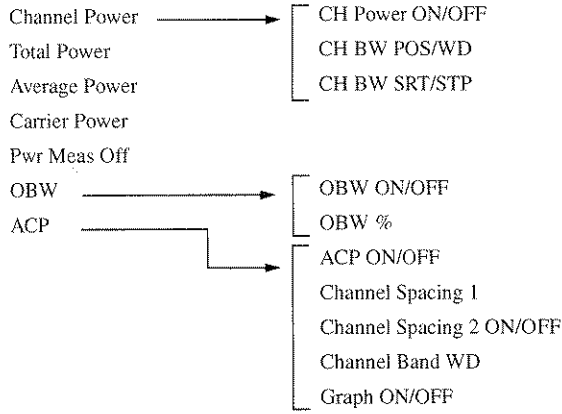 Channel Power
Total Power
Average Power
Carrier Power
Pwr Meas Off
OBW
ACP
CH Power ON/OFF
CH BW POS/WD
CH BW SRT/STP
OBW ON/OFF
OBW %
ACP ON/OFF
Channel Spacing 1
Channel Spacing 2 ON/OFF
Channel Band WD
Graph ON/OFF